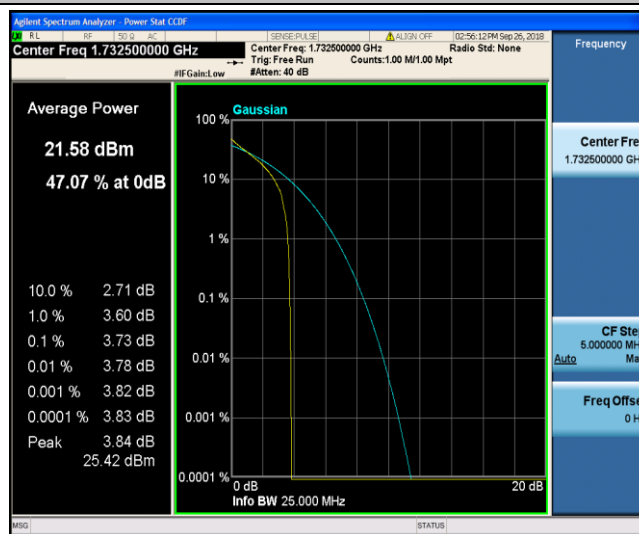 Agilent Spectrum Analyzer - Power Stat CCDF
RL RF 50 Ω AC SENSE:PULSE ALIGN OFF 02:56:12 PM Sep 26, 2018
Center Freq 1.732500000 GHz
Center Freq: 1.732500000 GHz Radio Std: None
Trig: Free Run Counts:1.00 M/1.00 Mpt
#IFGain:Low #Atten: 40 dB
Frequency
Average Power
21.58 dBm
47.07 % at 0dB
10.0 % 2.71 dB
1.0 % 3.60 dB
0.1 % 3.73 dB
0.01 % 3.78 dB
0.001 % 3.82 dB
0.0001 % 3.83 dB
Peak 3.84 dB
25.42 dBm
Gaussian
100 %
10 %
1 %
0.1 %
0.01 %
0.001 %
0.0001 %
0 dB 20 dB
Info BW 25.000 MHz
Center Fre
1.732500000 GH
CF Ste
5.000000 MH
Auto Ma
Freq Offse
0 H
MSG STATUS